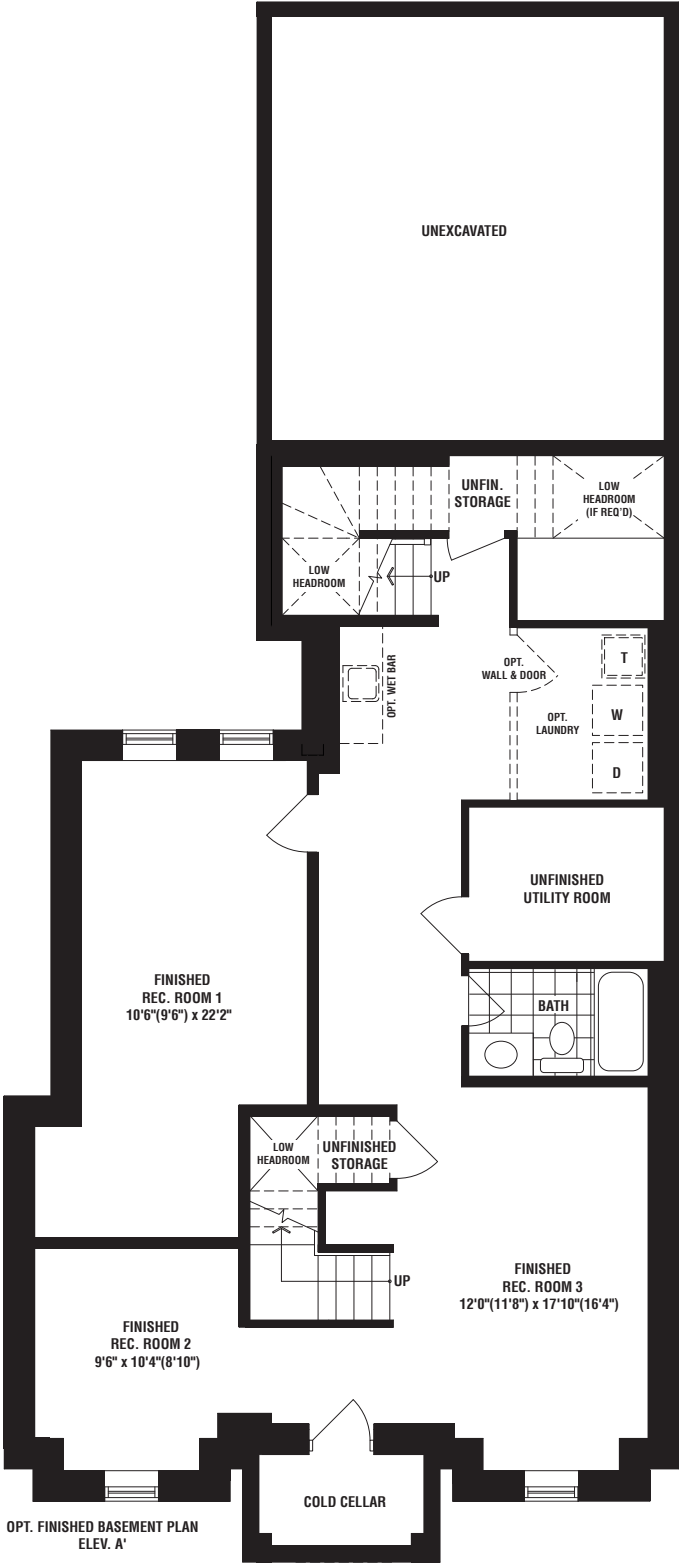 UNEXCAVATED
UNFIN.
STORAGE
LOW
HEADROOM
(IF REQ'D)
LOW
HEADROOM
UP
OPT. WET BAR
OPT.
WALL & DOOR
T
OPT.
LAUNDRY
W
D
UNFINISHED
UTILITY ROOM
FINISHED
REC. ROOM 1
10'6"(9'6") x 22'2"
BATH
LOW
HEADROOM
UNFINISHED
STORAGE
UP
FINISHED
REC. ROOM 3
12'0"(11'8") x 17'10"(16'4")
FINISHED
REC. ROOM 2
9'6" x 10'4"(8'10")
COLD CELLAR
OPT. FINISHED BASEMENT PLAN
ELEV. A'